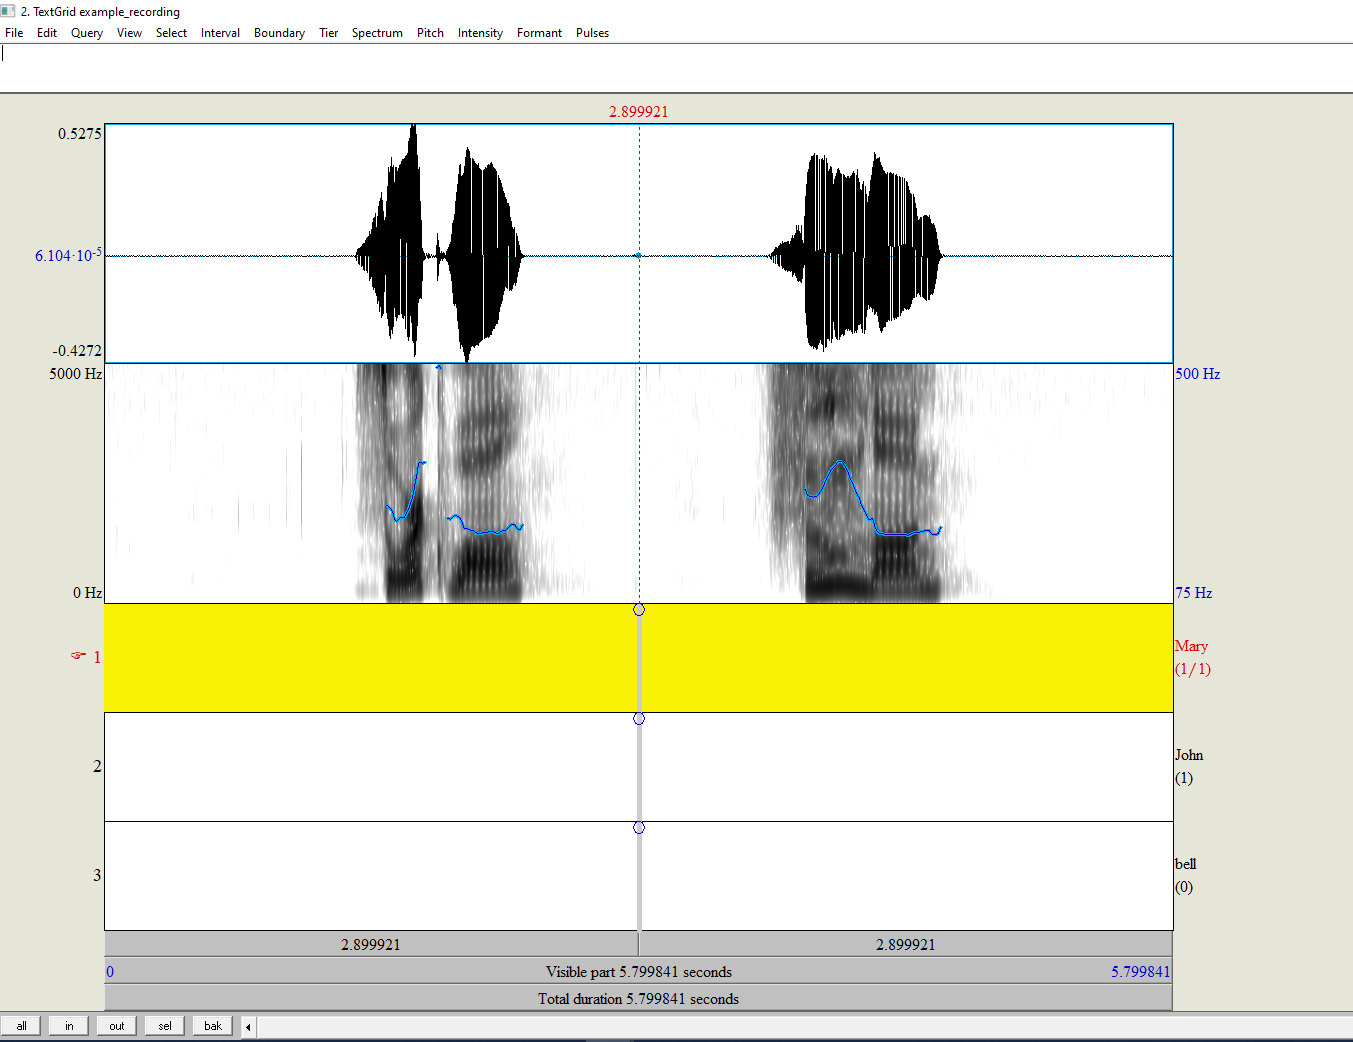 2. TextGrid example_recording
File Edit Query View Select Interval Boundary Tier Spectrum Pitch Intensity Formant Pulses
2.899921
0.5275
6.104·10⁻⁵
-0.4272
5000 Hz
500 Hz
0 Hz
75 Hz
☞ 1
Mary
(1/1)
2
John
(1)
3
bell
(0)
2.899921 2.899921
0 Visible part 5.799841 seconds 5.799841
Total duration 5.799841 seconds
all in out sel bak